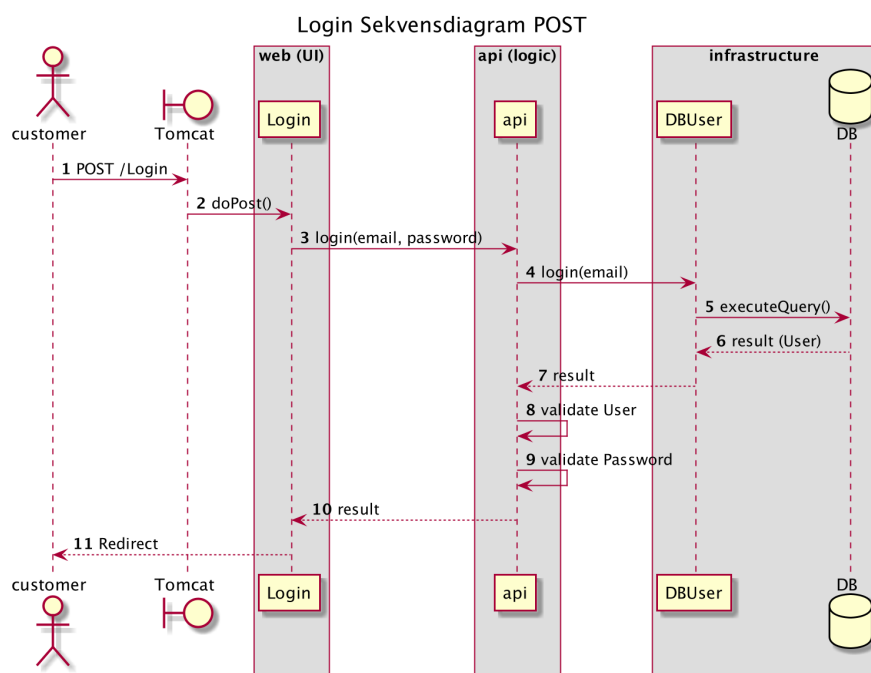 Login Sekvensdiagram POST
web (UI)
api (logic)
infrastructure
customer
Tomcat
Login
api
DBUser
DB
1 POST /Login
2 doPost()
3 login(email, password)
4 login(email)
5 executeQuery()
6 result (User)
7 result
8 validate User
9 validate Password
10 result
11 Redirect
customer
Tomcat
Login
api
DBUser
DB